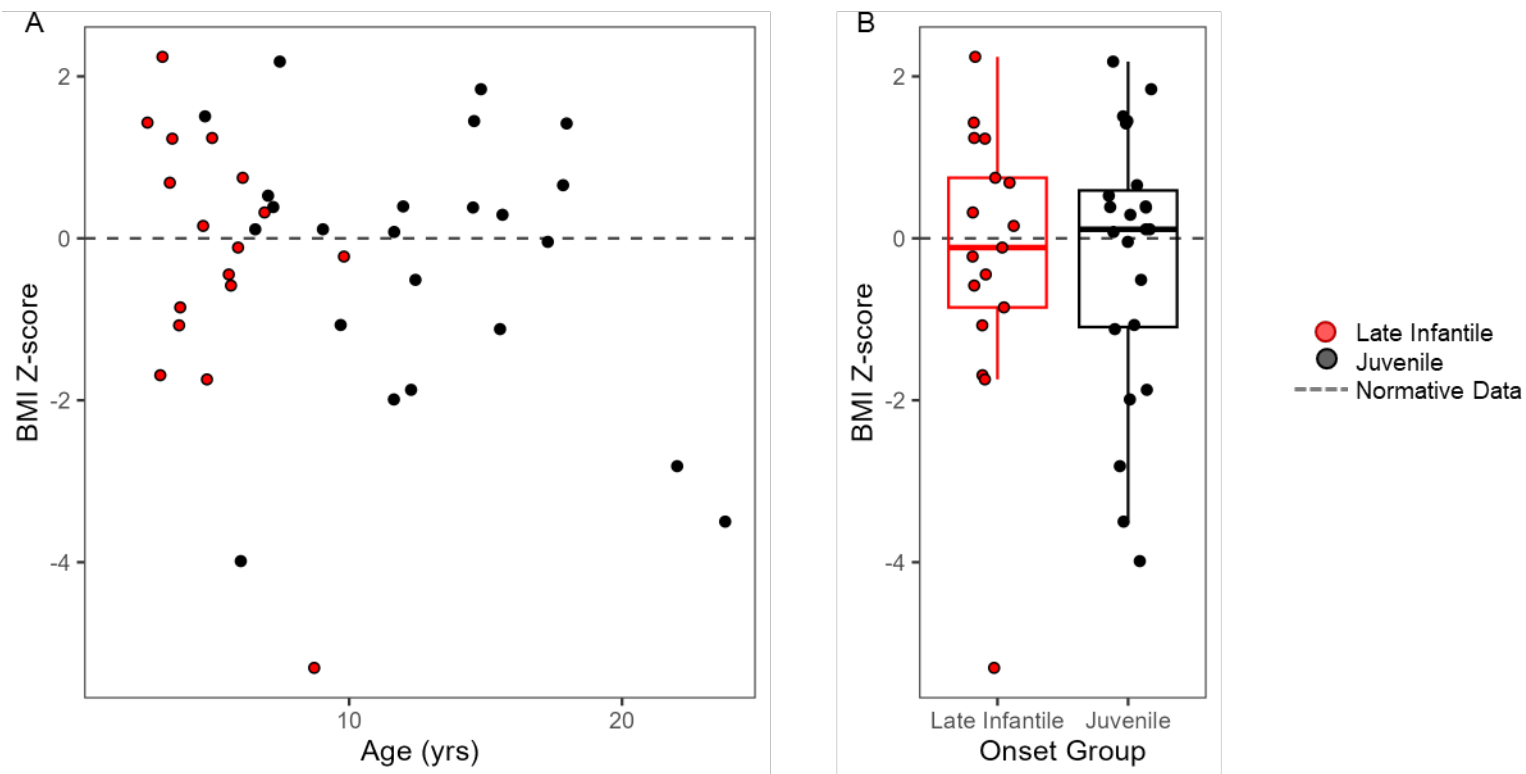 A
BMI Z-score
2
0
-2
-4
10
20
Age (yrs)
B
BMI Z-score
2
0
-2
-4
Late Infantile
Juvenile
Onset Group
Late Infantile
Juvenile
Normative Data